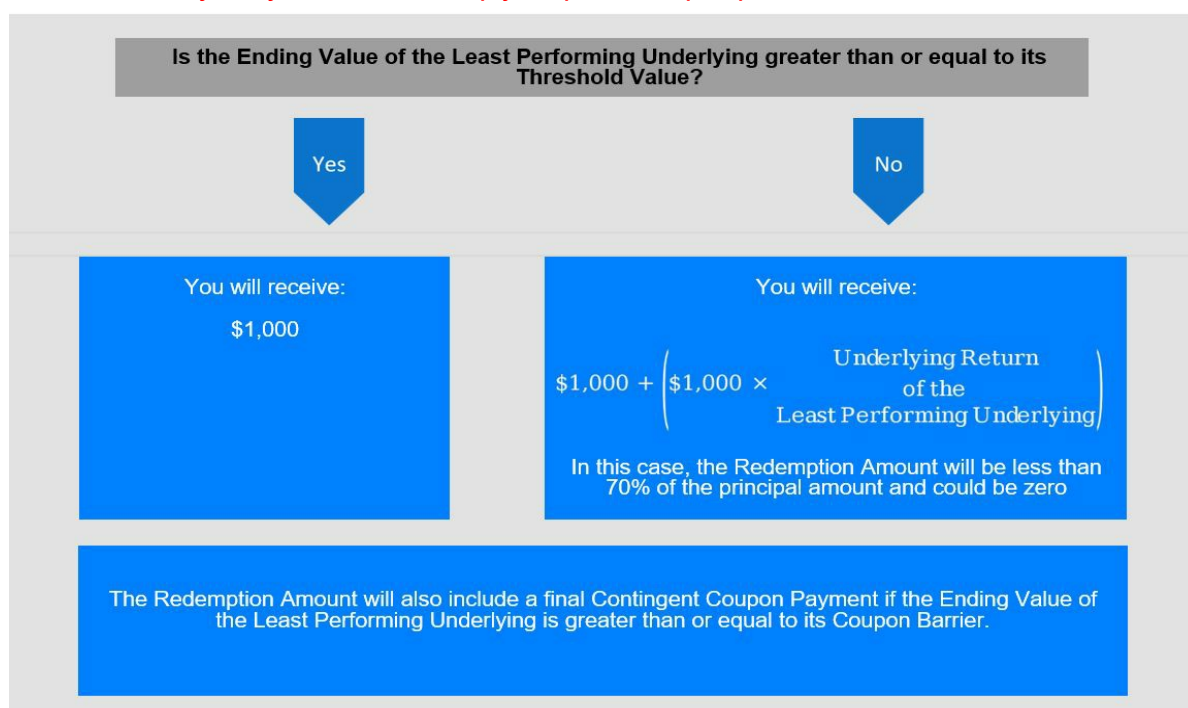 Is the Ending Value of the Least Performing Underlying greater than or equal to its
Threshold Value?
Yes
No
You will receive:
$1,000
You will receive:
$1,000 + ($1,000 × Underlying Return
of the
Least Performing Underlying)
In this case, the Redemption Amount will be less than
70% of the principal amount and could be zero
The Redemption Amount will also include a final Contingent Coupon Payment if the Ending Value of
the Least Performing Underlying is greater than or equal to its Coupon Barrier.